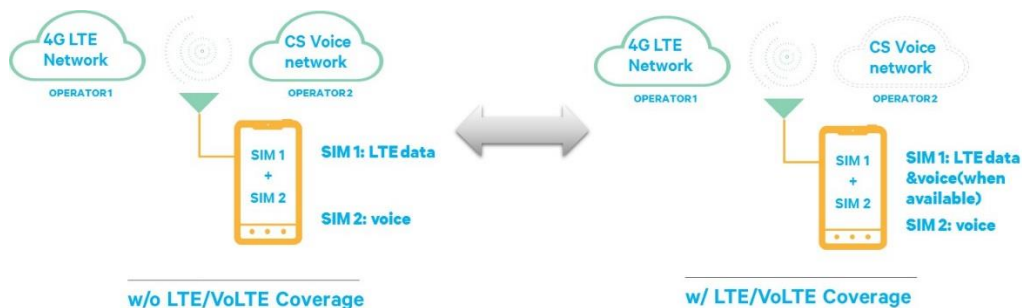 4G LTE
Network
OPERATOR1
CS Voice
network
OPERATOR2
SIM 1
+
SIM 2
SIM 1: LTE data
SIM 2: voice
w/o LTE/VoLTE Coverage
4G LTE
Network
OPERATOR1
CS Voice
network
OPERATOR2
SIM 1
+
SIM 2
SIM 1: LTE data
&voice(when
available)
SIM 2: voice
w/ LTE/VoLTE Coverage